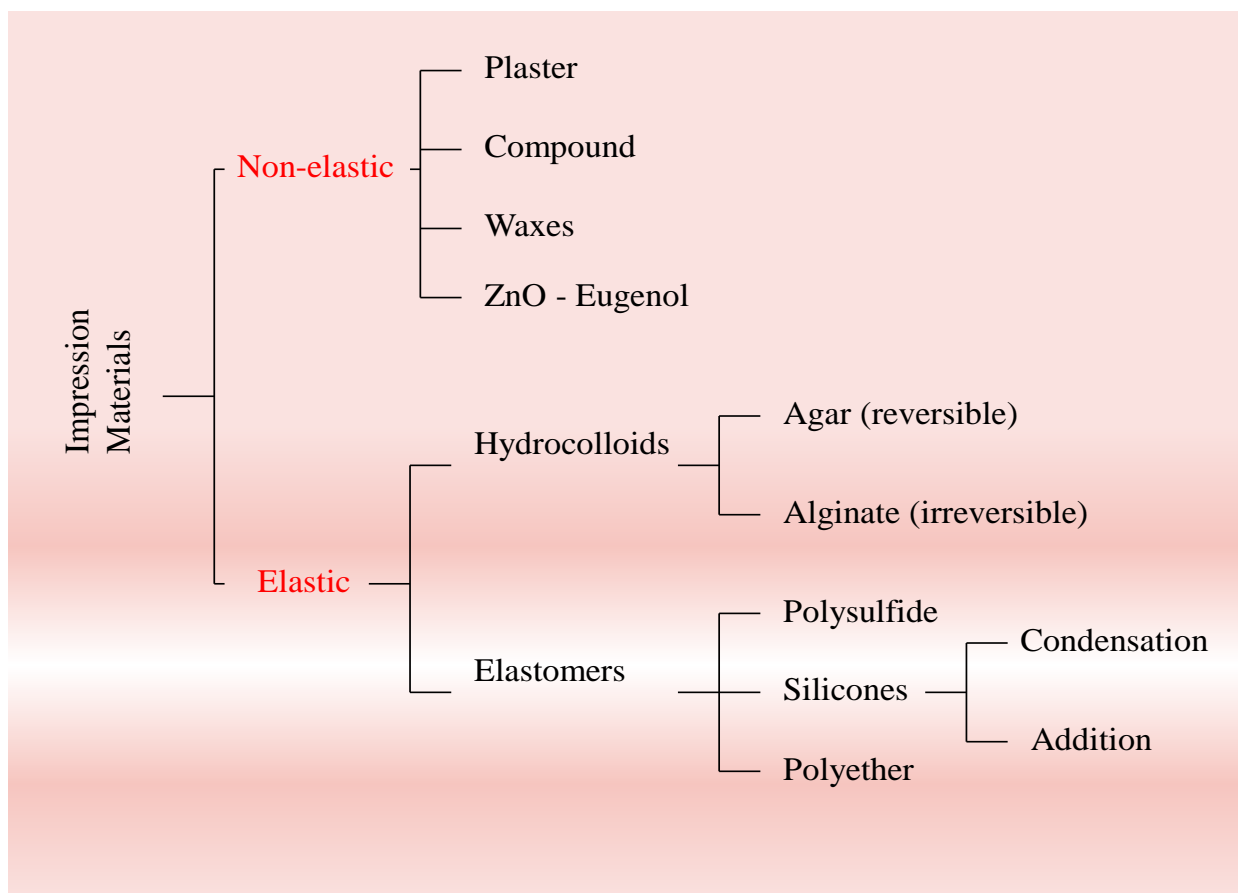 Impression
Materials
Non-elastic
Plaster
Compound
Waxes
ZnO - Eugenol
Elastic
Hydrocolloids
Agar (reversible)
Alginate (irreversible)
Elastomers
Polysulfide
Silicones
Condensation
Addition
Polyether